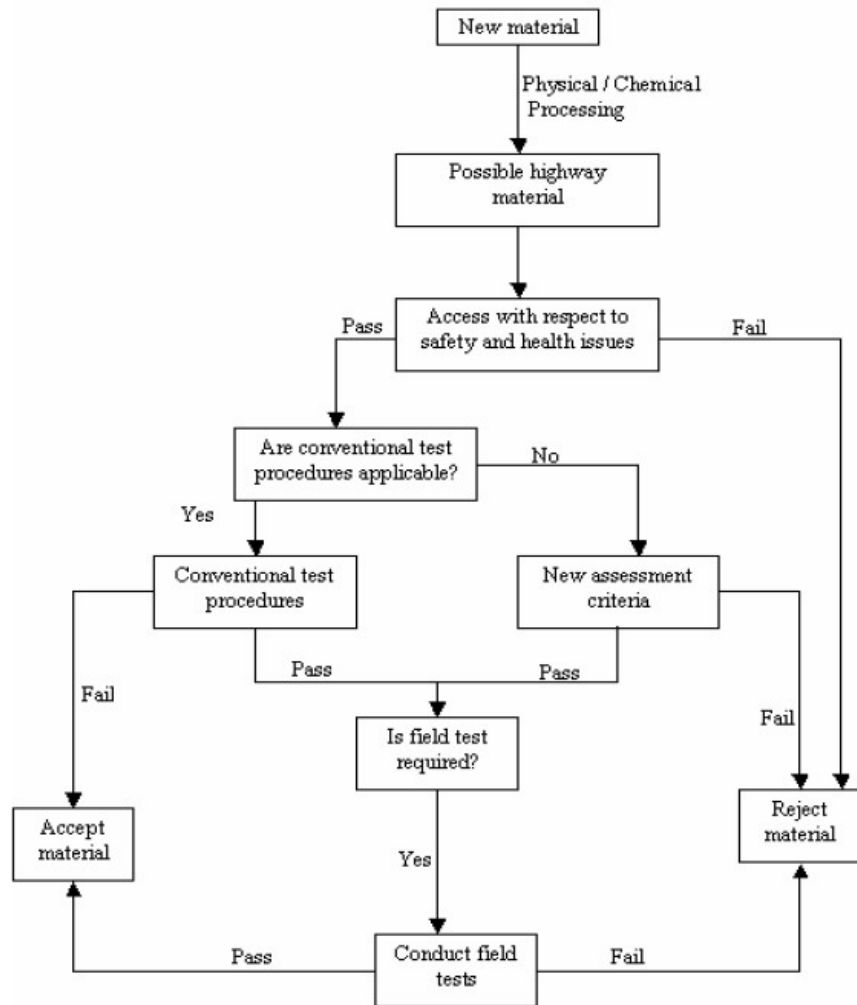 New material
Physical / Chemical
Processing
Possible highway
material
Access with respect to
safety and health issues
Pass
Fail
Are conventional test
procedures applicable?
No
Yes
Conventional test
procedures
New assessment
criteria
Pass
Pass
Fail
Fail
Is field test
required?
Accept
material
Reject
material
Yes
Conduct field
tests
Pass
Fail